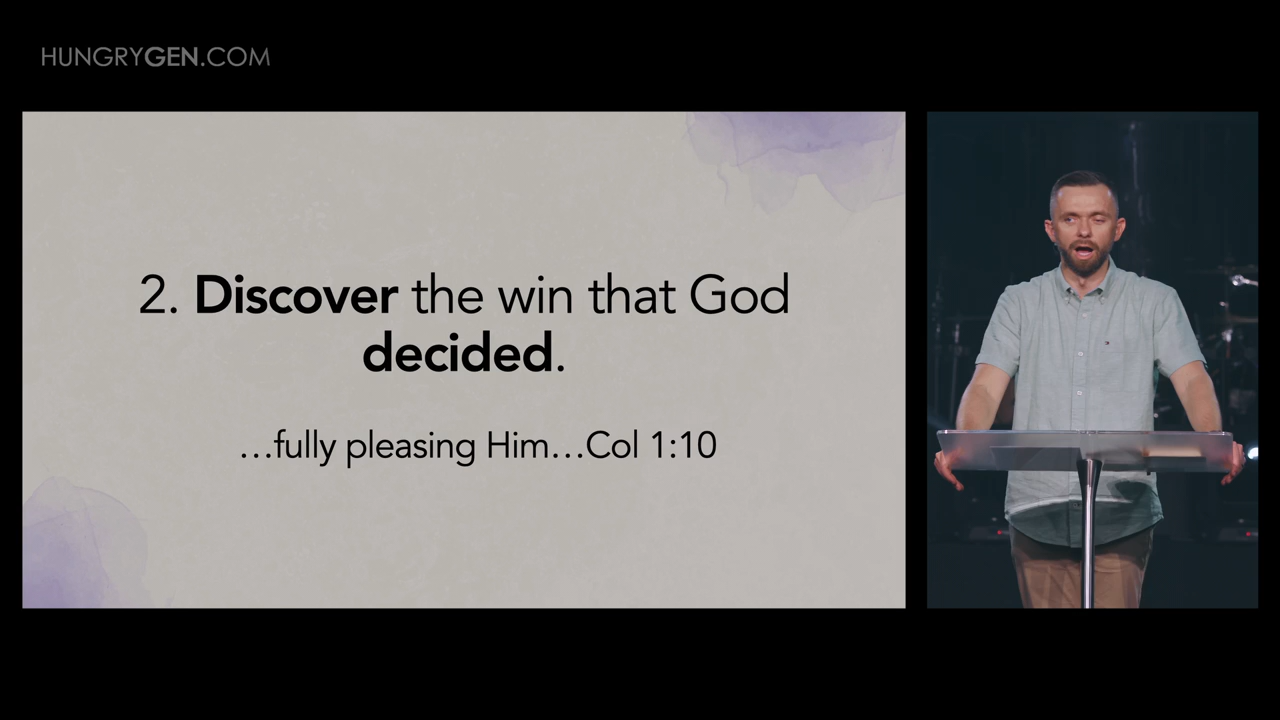 HUNGRYGEN.COM
2. Discover the win that God
decided.
…fully pleasing Him…Col 1:10